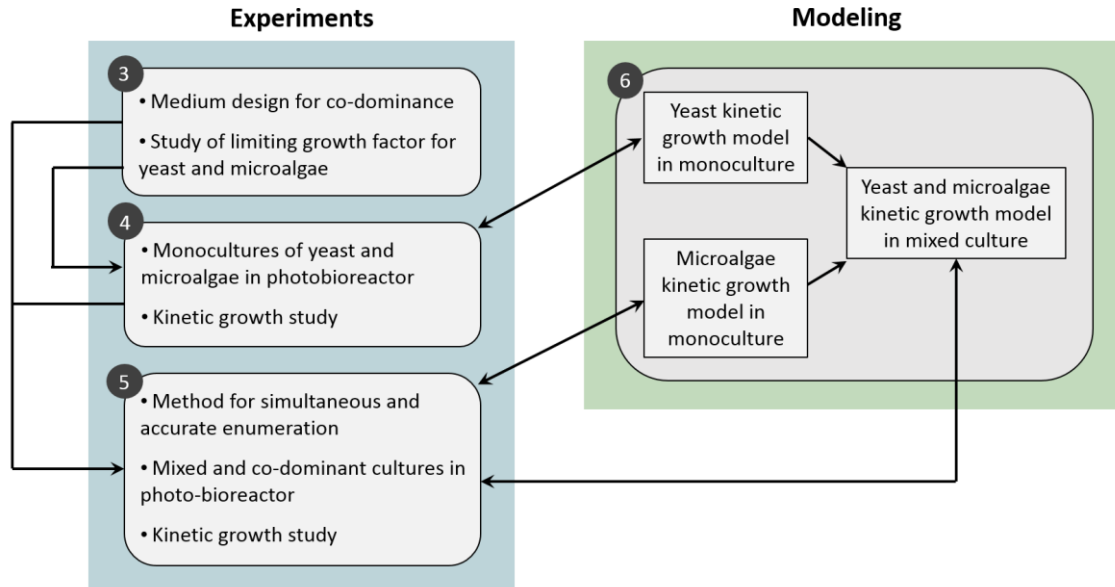 Experiments
3
• Medium design for co-dominance
• Study of limiting growth factor for
yeast and microalgae
4
• Monocultures of yeast and
microalgae in photobioreactor
• Kinetic growth study
5
• Method for simultaneous and
accurate enumeration
• Mixed and co-dominant cultures in
photo-bioreactor
• Kinetic growth study
Modeling
6
Yeast kinetic
growth model
in monoculture
Microalgae
kinetic growth
model in
monoculture
Yeast and microalgae
kinetic growth model
in mixed culture